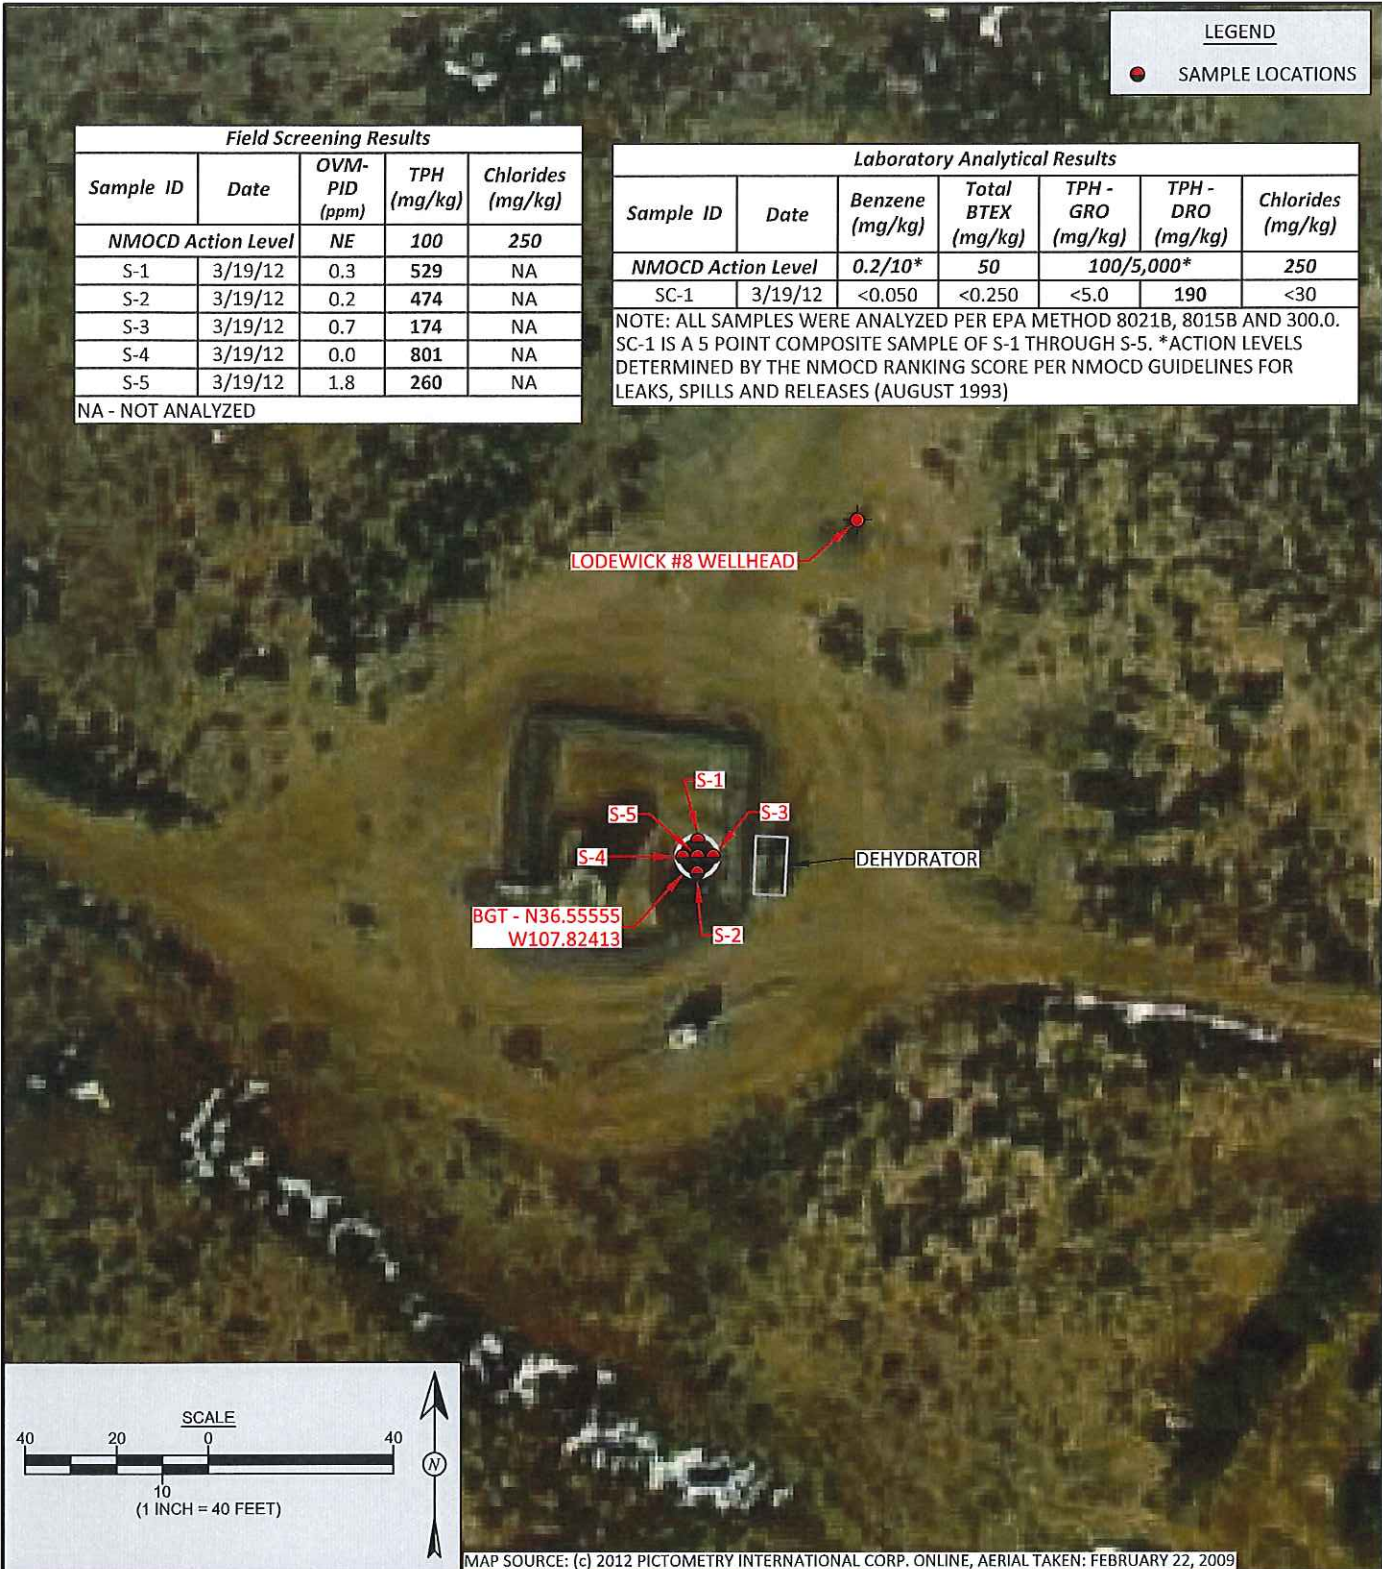 LEGEND
SAMPLE LOCATIONS
Field Screening Results
Sample ID Date OVM-PID (ppm) TPH (mg/kg) Chlorides (mg/kg)
NMOCD Action Level NE 100 250
S-1 3/19/12 0.3 529 NA
S-2 3/19/12 0.2 474 NA
S-3 3/19/12 0.7 174 NA
S-4 3/19/12 0.0 801 NA
S-5 3/19/12 1.8 260 NA
NA - NOT ANALYZED
Laboratory Analytical Results
Sample ID Date Benzene (mg/kg) Total BTEX (mg/kg) TPH - GRO (mg/kg) TPH - DRO (mg/kg) Chlorides (mg/kg)
NMOCD Action Level 0.2/10* 50 100/5,000* 250
SC-1 3/19/12 <0.050 <0.250 <5.0 190 <30
NOTE: ALL SAMPLES WERE ANALYZED PER EPA METHOD 8021B, 8015B AND 300.0.
SC-1 IS A 5 POINT COMPOSITE SAMPLE OF S-1 THROUGH S-5. *ACTION LEVELS
DETERMINED BY THE NMOCD RANKING SCORE PER NMOCD GUIDELINES FOR
LEAKS, SPILLS AND RELEASES (AUGUST 1993)
LODEWICK #8 WELLHEAD
S-1
S-5
S-3
S-4
DEHYDRATOR
BGT - N36.55555
W107.82413
S-2
SCALE
40 20 0 40
10
(1 INCH = 40 FEET)
N
MAP SOURCE: (c) 2012 PICTOMETRY INTERNATIONAL CORP. ONLINE, AERIAL TAKEN: FEBRUARY 22, 2009